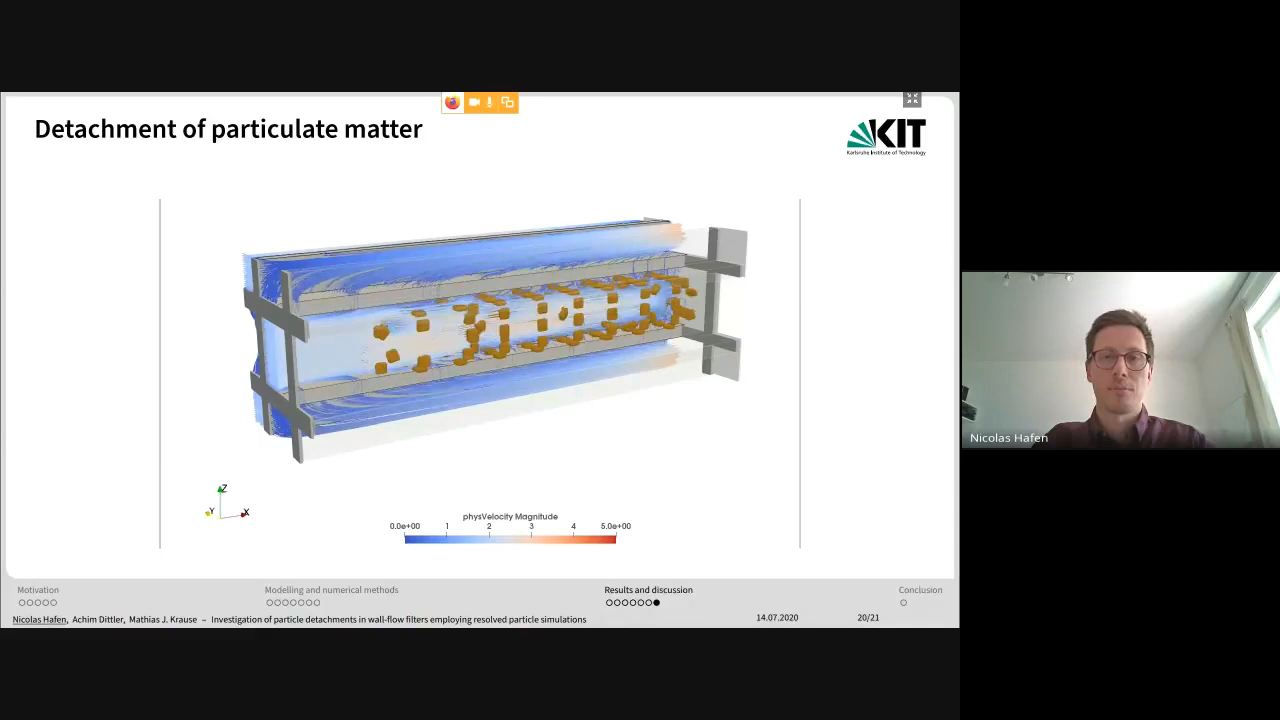 Detachment of particulate matter
KIT
Karlsruhe Institute of Technology
Z
Y
X
physVelocity Magnitude
0.0e+00 1 2 3 4 5.0e+00
Motivation
Modelling and numerical methods
Results and discussion
Conclusion
Nicolas Hafen, Achim Dittler, Mathias J. Krause – Investigation of particle detachments in wall-flow filters employing resolved particle simulations
14.07.2020
20/21
Nicolas Hafen